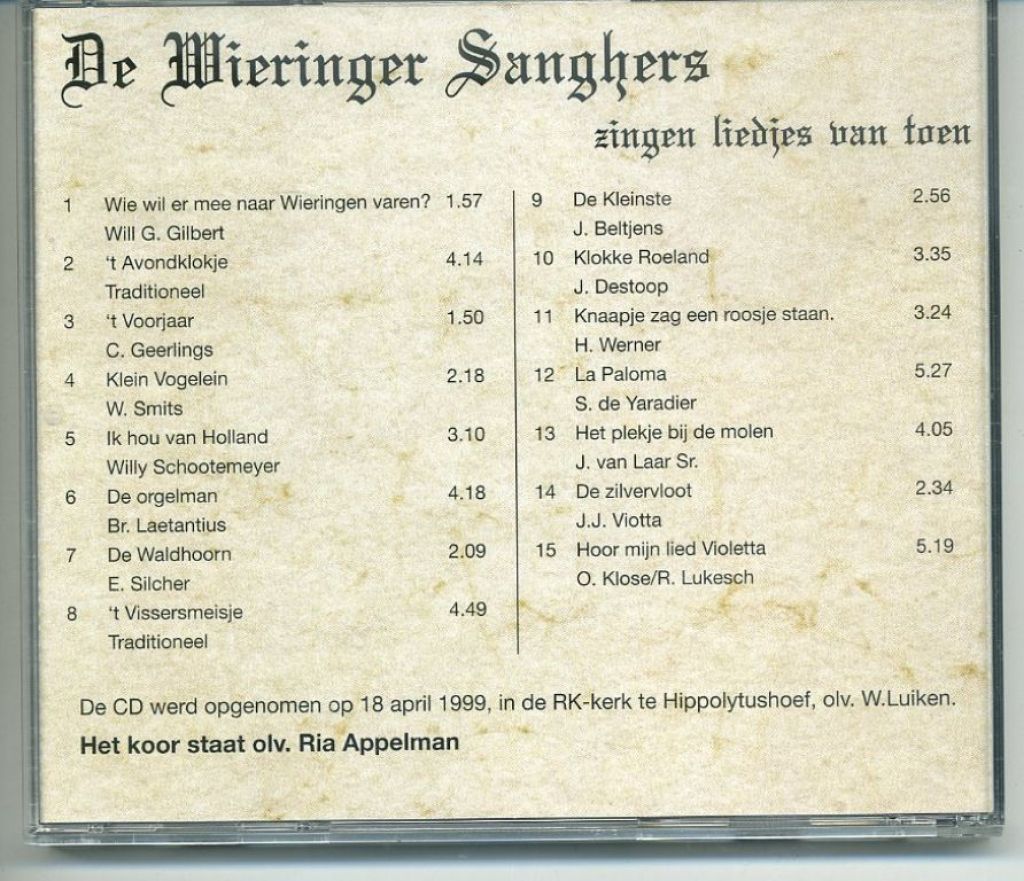 De Wieringer Sanghers
zingen liedjes van toen
1 Wie wil er mee naar Wieringen varen? 1.57
Will G. Gilbert
2 't Avondklokje 4.14
Traditioneel
3 't Voorjaar 1.50
C. Geerlings
4 Klein Vogelein 2.18
W. Smits
5 Ik hou van Holland 3.10
Willy Schootemeyer
6 De orgelman 4.18
Br. Laetantius
7 De Waldhoorn 2.09
E. Silcher
8 't Vissersmeisje 4.49
Traditioneel
9 De Kleinste 2.56
J. Beltjens
10 Klokke Roeland 3.35
J. Destoop
11 Knaapje zag een roosje staan. 3.24
H. Werner
12 La Paloma 5.27
S. de Yaradier
13 Het plekje bij de molen 4.05
J. van Laar Sr.
14 De zilvervloot 2.34
J.J. Viotta
15 Hoor mijn lied Violetta 5.19
O. Klose/R. Lukesch
De CD werd opgenomen op 18 april 1999, in de RK-kerk te Hippolytushoef, olv. W.Luiken.
Het koor staat olv. Ria Appelman